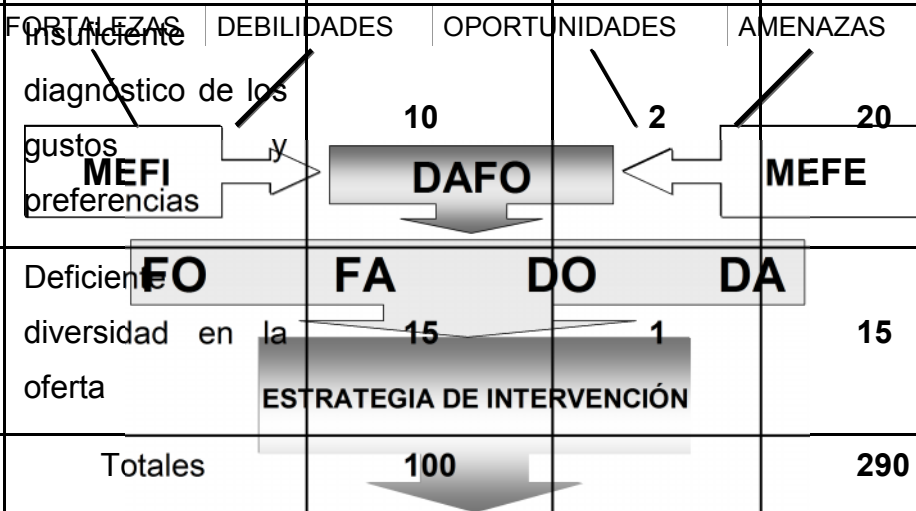 FORTALEZAS DEBILIDADES OPORTUNIDADES AMENAZAS
Insuficiente
diagnóstico de los
gustos y
preferencias
10 2 20
MEFI DAFO MEFE
FO FA DO DA
Deficiente
diversidad en la
oferta
15 1 15
ESTRATEGIA DE INTERVENCIÓN
Totales 100 290